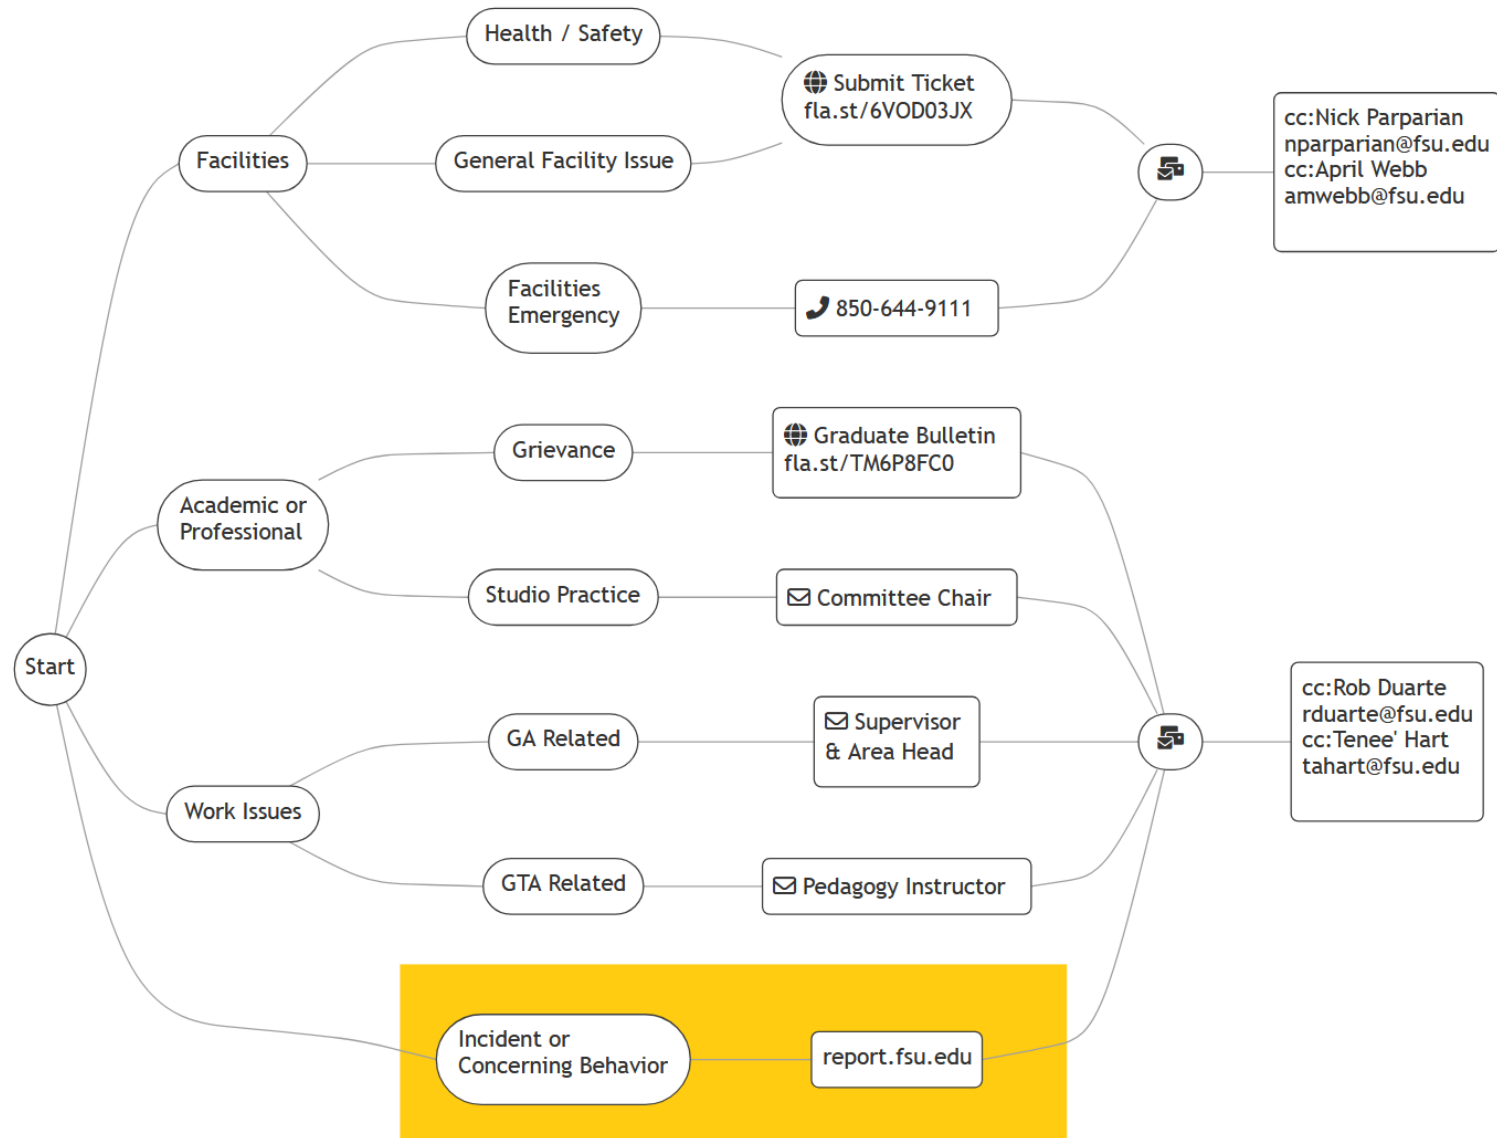 Health / Safety
Submit Ticket
fla.st/6VOD03JX
cc:Nick Parparian
nparparian@fsu.edu
cc:April Webb
amwebb@fsu.edu
Facilities
General Facility Issue
Facilities
Emergency
850-644-9111
Grievance
Graduate Bulletin
fla.st/TM6P8FC0
Academic or
Professional
Studio Practice
Committee Chair
Start
GA Related
Supervisor
& Area Head
cc:Rob Duarte
rduarte@fsu.edu
cc:Tenee' Hart
tahart@fsu.edu
Work Issues
GTA Related
Pedagogy Instructor
Incident or
Concerning Behavior
report.fsu.edu